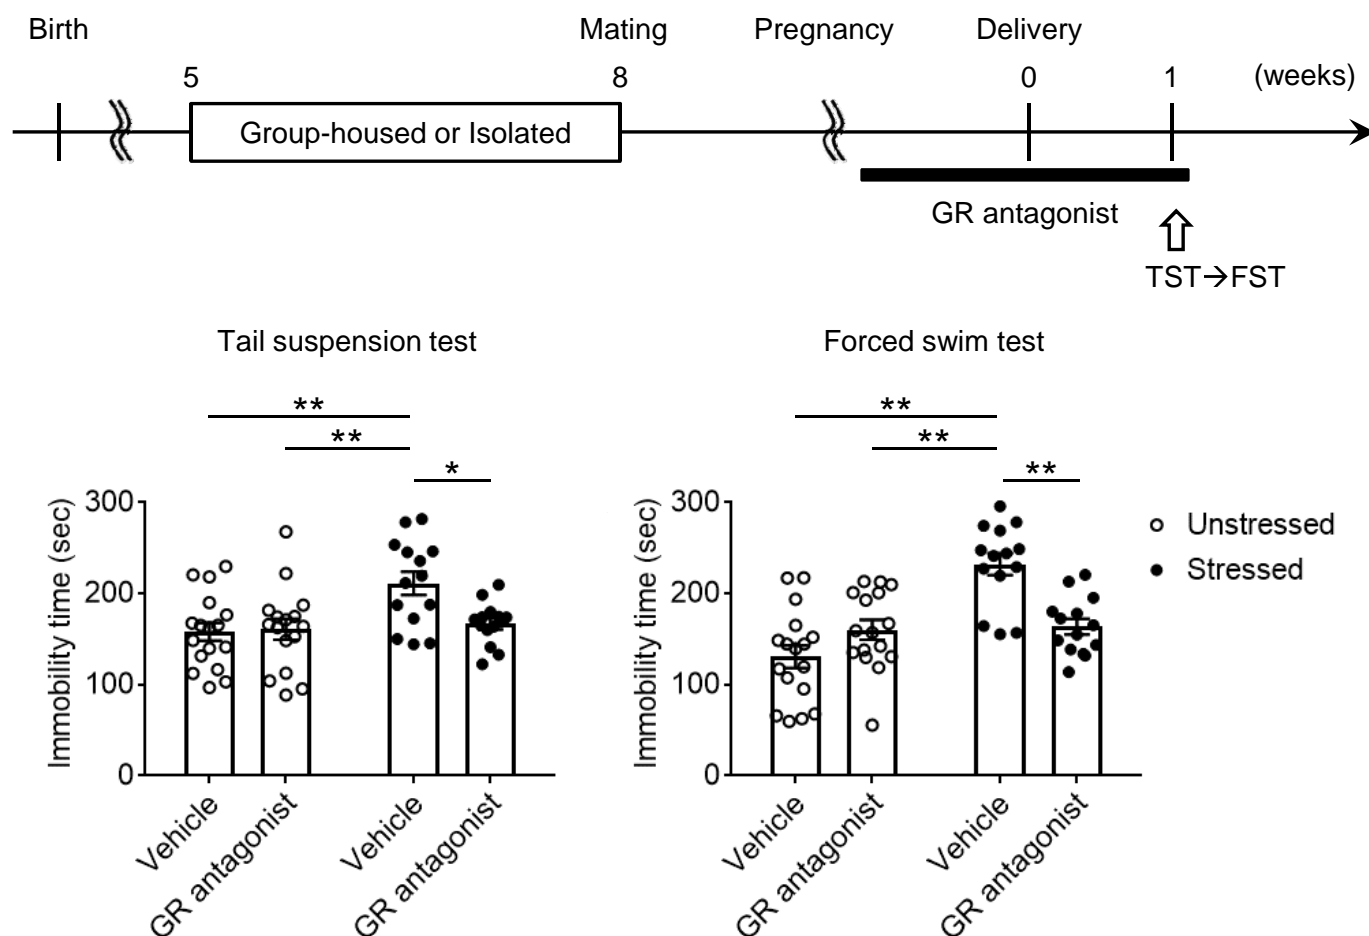 Birth Mating Pregnancy Delivery
5 8 0 1 (weeks)
Group-housed or Isolated
GR antagonist
TST→FST
Tail suspension test
**
**
*
Immobility time (sec)
300
200
100
0
Vehicle
GR antagonist
Vehicle
GR antagonist
Forced swim test
**
**
**
Immobility time (sec)
300
200
100
0
Vehicle
GR antagonist
Vehicle
GR antagonist
Unstressed
Stressed